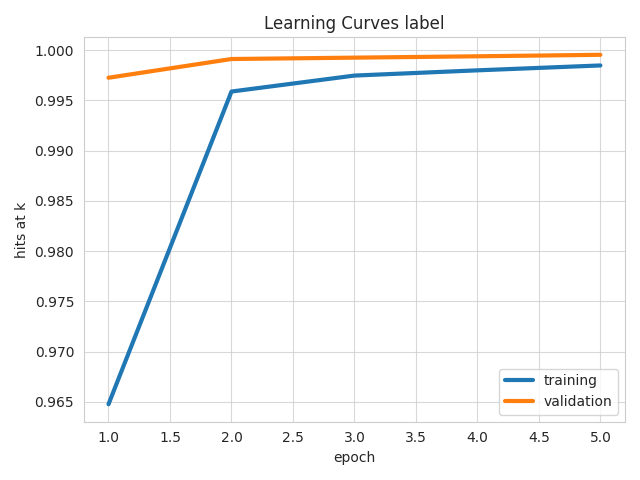 Learning Curves label
1.000
0.995
0.990
0.985
0.980
0.975
0.970
0.965
hits at k
1.0 1.5 2.0 2.5 3.0 3.5 4.0 4.5 5.0
epoch
training
validation